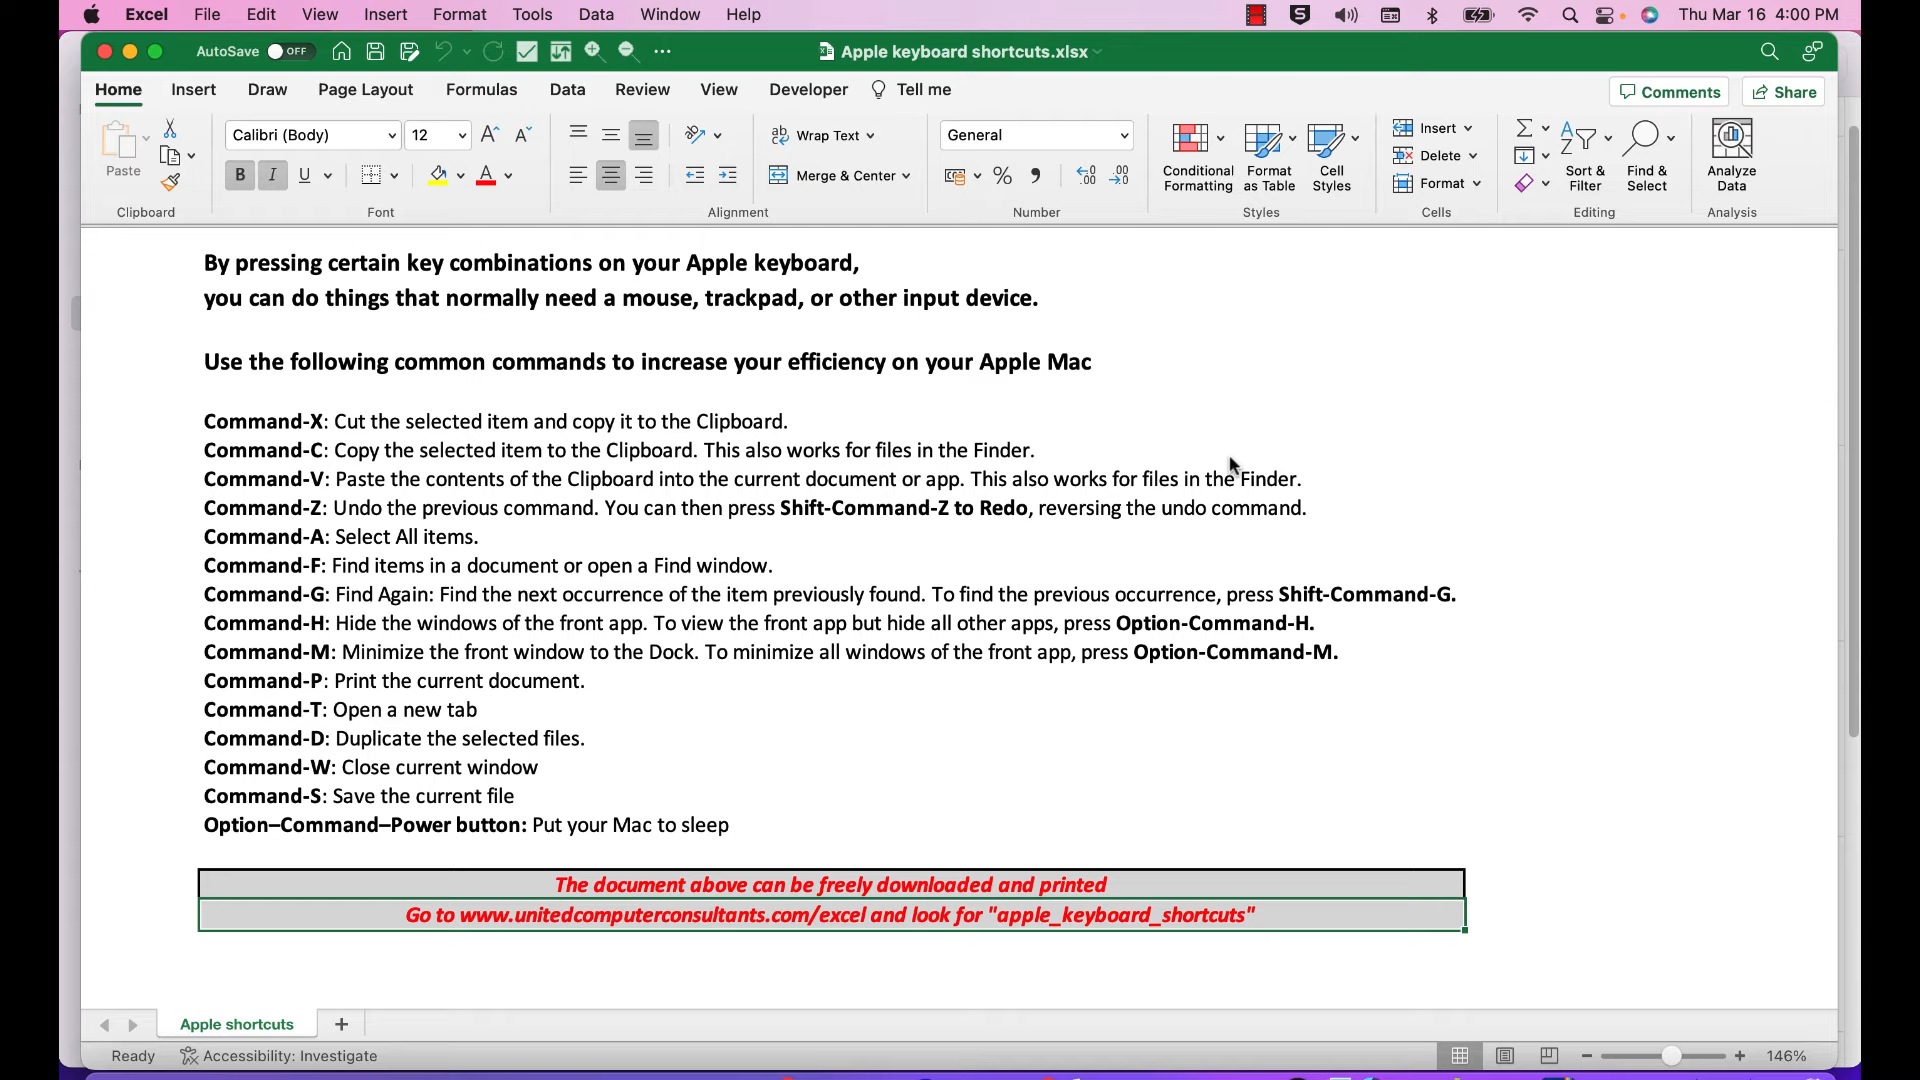 Excel File Edit View Insert Format Tools Data Window Help Thu Mar 16 4:00 PM
AutoSave OFF Apple keyboard shortcuts.xlsx
Home Insert Draw Page Layout Formulas Data Review View Developer Tell me Comments Share
Paste Calibri (Body) 12 Wrap Text General Conditional Formatting Format as Table Cell Styles Insert Sort & Filter Find & Select Analyze Data
Merge & Center Delete
Format
Clipboard Font Alignment Number Styles Cells Editing Analysis
By pressing certain key combinations on your Apple keyboard,
you can do things that normally need a mouse, trackpad, or other input device.
Use the following common commands to increase your efficiency on your Apple Mac
Command-X: Cut the selected item and copy it to the Clipboard.
Command-C: Copy the selected item to the Clipboard. This also works for files in the Finder.
Command-V: Paste the contents of the Clipboard into the current document or app. This also works for files in the Finder.
Command-Z: Undo the previous command. You can then press Shift-Command-Z to Redo, reversing the undo command.
Command-A: Select All items.
Command-F: Find items in a document or open a Find window.
Command-G: Find Again: Find the next occurrence of the item previously found. To find the previous occurrence, press Shift-Command-G.
Command-H: Hide the windows of the front app. To view the front app but hide all other apps, press Option-Command-H.
Command-M: Minimize the front window to the Dock. To minimize all windows of the front app, press Option-Command-M.
Command-P: Print the current document.
Command-T: Open a new tab
Command-D: Duplicate the selected files.
Command-W: Close current window
Command-S: Save the current file
Option–Command–Power button: Put your Mac to sleep
The document above can be freely downloaded and printed
Go to www.unitedcomputerconsultants.com/excel and look for "apple_keyboard_shortcuts"
Apple shortcuts
Ready Accessibility: Investigate 146%